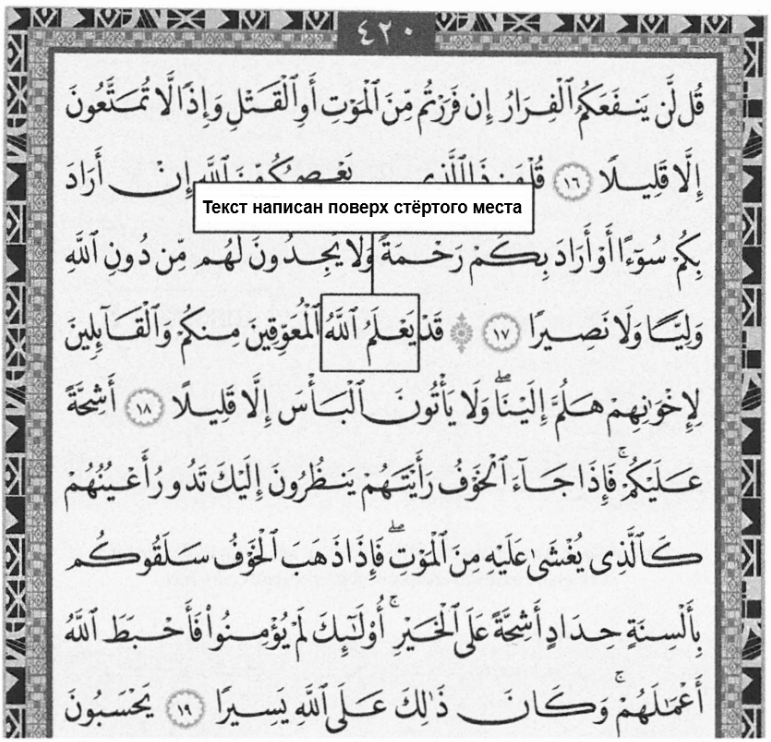 ٤٢٠
قُل لَّن يَنفَعَكُمُ ٱلْفِرَارُ إِن فَرَرْتُم مِّنَ ٱلْمَوْتِ أَوِ ٱلْقَتْلِ وَإِذًا لَّا تُمَتَّعُونَ
إِلَّا قَلِيلًا ١٦ قُلْ مَن ذَا ٱلَّذِى يَعْصِمُكُم مِّنَ ٱللَّهِ إِنْ أَرَادَ
Текст написан поверх стёртого места
بِكُمْ سُوٓءًا أَوْ أَرَادَ بِكُمْ رَحْمَةً وَلَا يَجِدُونَ لَهُم مِّن دُونِ ٱللَّهِ
وَلِيًّا وَلَا نَصِيرًا ١٧ ۞ قَدْ يَعْلَمُ ٱللَّهُ ٱلْمُعَوِّقِينَ مِنكُمْ وَٱلْقَآئِلِينَ
لِإِخْوَٰنِهِمْ هَلُمَّ إِلَيْنَا ۖ وَلَا يَأْتُونَ ٱلْبَأْسَ إِلَّا قَلِيلًا ١٨ أَشِحَّةً
عَلَيْكُمْ ۖ فَإِذَا جَآءَ ٱلْخَوْفُ رَأَيْتَهُمْ يَنظُرُونَ إِلَيْكَ تَدُورُ أَعْيُنُهُمْ
كَٱلَّذِى يُغْشَىٰ عَلَيْهِ مِنَ ٱلْمَوْتِ ۖ فَإِذَا ذَهَبَ ٱلْخَوْفُ سَلَقُوكُم
بِأَلْسِنَةٍ حِدَادٍ أَشِحَّةً عَلَى ٱلْخَيْرِ ۚ أُو۟لَٰٓئِكَ لَمْ يُؤْمِنُوا۟ فَأَحْبَطَ ٱللَّهُ
أَعْمَٰلَهُمْ ۚ وَكَانَ ذَٰلِكَ عَلَى ٱللَّهِ يَسِيرًا ١٩ يَحْسَبُونَ